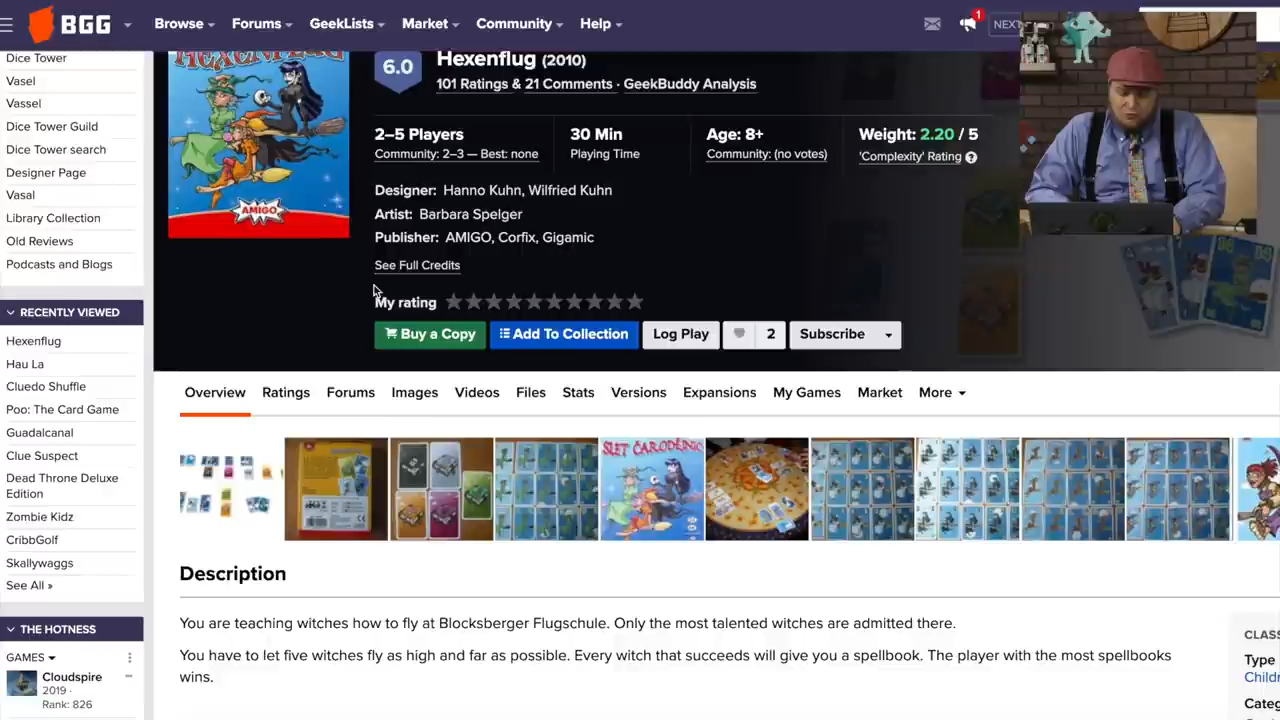 BGG
Browse
Forums
GeekLists
Market
Community
Help
1
NEXT
Dice Tower
Vasel
Vassel
Dice Tower Guild
Dice Tower search
Designer Page
Vasal
Library Collection
Old Reviews
Podcasts and Blogs
RECENTLY VIEWED
Hexenflug
Hau La
Cluedo Shuffle
Poo: The Card Game
Guadalcanal
Clue Suspect
Dead Throne Deluxe
Edition
Zombie Kidz
CribbGolf
Skallywaggs
See All »
THE HOTNESS
GAMES
Cloudspire
2019 ·
Rank: 826
HEXENFLUG
AMIGO
6.0
Hexenflug (2010)
101 Ratings & 21 Comments · GeekBuddy Analysis
2–5 Players
Community: 2–3 — Best: none
30 Min
Playing Time
Age: 8+
Community: (no votes)
Weight: 2.20 / 5
'Complexity' Rating ?
Designer: Hanno Kuhn, Wilfried Kuhn
Artist: Barbara Spelger
Publisher: AMIGO, Corfix, Gigamic
See Full Credits
My rating
Buy a Copy
Add To Collection
Log Play
2
Subscribe
Overview
Ratings
Forums
Images
Videos
Files
Stats
Versions
Expansions
My Games
Market
More
SLET ČARODĚJNIC
Description
You are teaching witches how to fly at Blocksberger Flugschule. Only the most talented witches are admitted there.
You have to let five witches fly as high and far as possible. Every witch that succeeds will give you a spellbook. The player with the most spellbooks
wins.
CLASS
Type
Childr
Categ